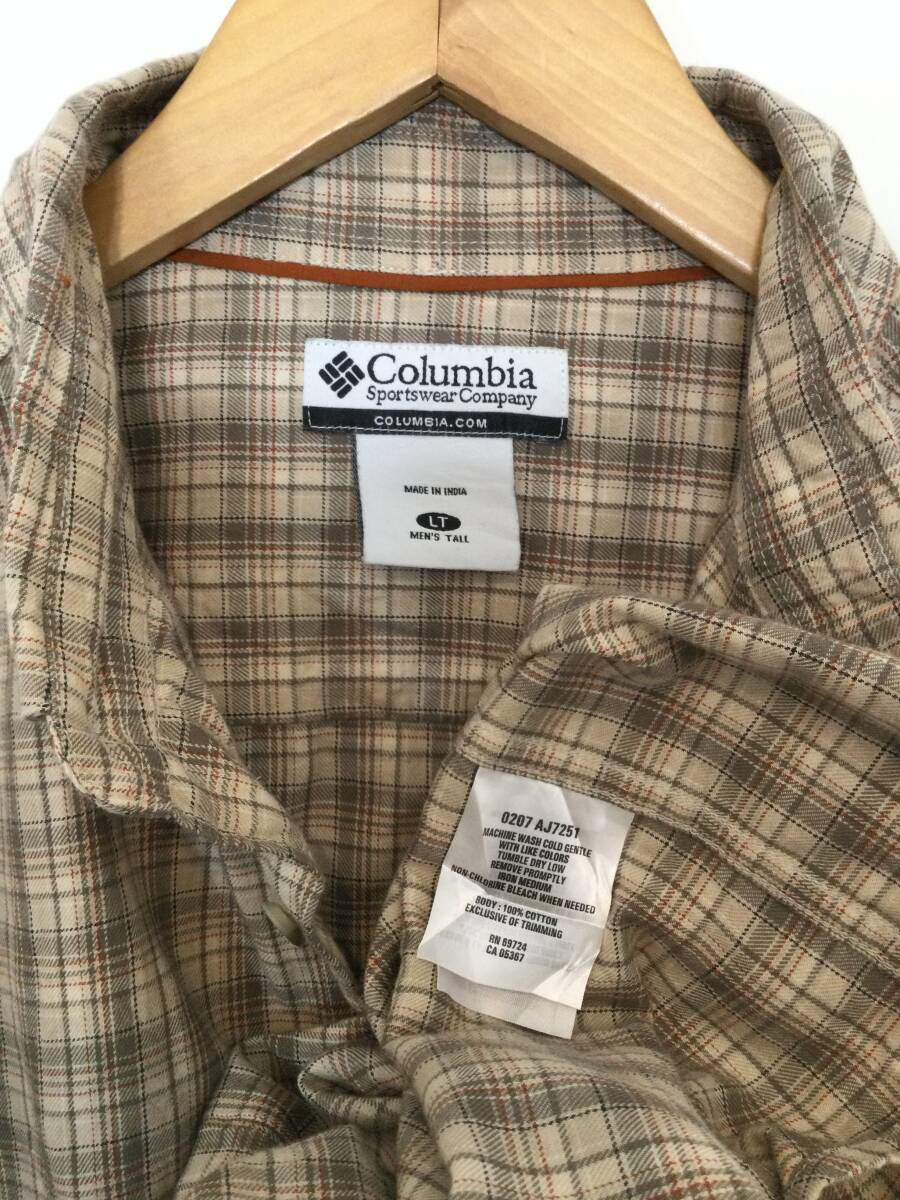 Columbia
Sportswear Company
COLUMBIA.COM
MADE IN INDIA
LT
MEN'S TALL
0207 AJ7251
MACHINE WASH COLD GENTLE
WITH LIKE COLORS
TUMBLE DRY LOW
REMOVE PROMPTLY
IRON MEDIUM
NON-CHLORINE BLEACH WHEN NEEDED
BODY : 100% COTTON
EXCLUSIVE OF TRIMMING
RN 69724
CA 05367